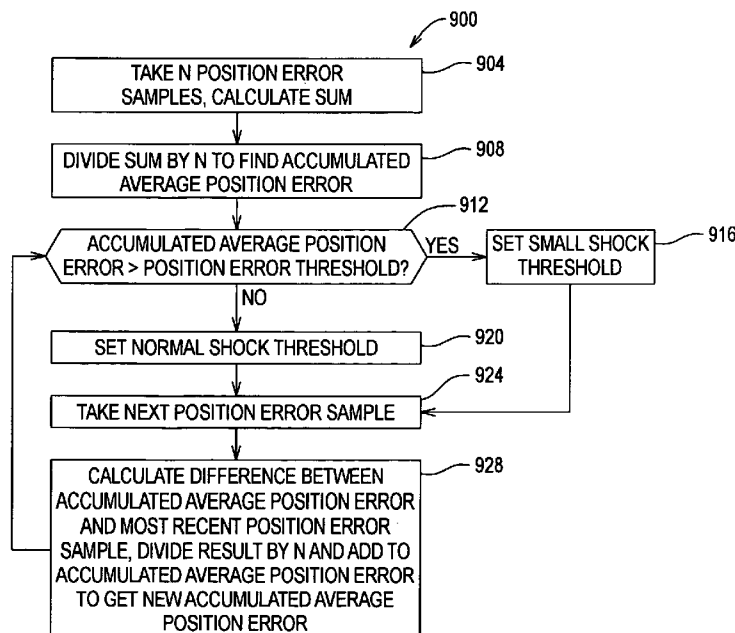 900
TAKE N POSITION ERROR
SAMPLES, CALCULATE SUM
904
DIVIDE SUM BY N TO FIND ACCUMULATED
AVERAGE POSITION ERROR
908
912
ACCUMULATED AVERAGE POSITION
ERROR > POSITION ERROR THRESHOLD?
YES
SET SMALL SHOCK
THRESHOLD
916
NO
SET NORMAL SHOCK THRESHOLD
920
924
TAKE NEXT POSITION ERROR SAMPLE
CALCULATE DIFFERENCE BETWEEN
ACCUMULATED AVERAGE POSITION ERROR
AND MOST RECENT POSITION ERROR
SAMPLE, DIVIDE RESULT BY N AND ADD TO
ACCUMULATED AVERAGE POSITION ERROR
TO GET NEW ACCUMULATED AVERAGE
POSITION ERROR
928